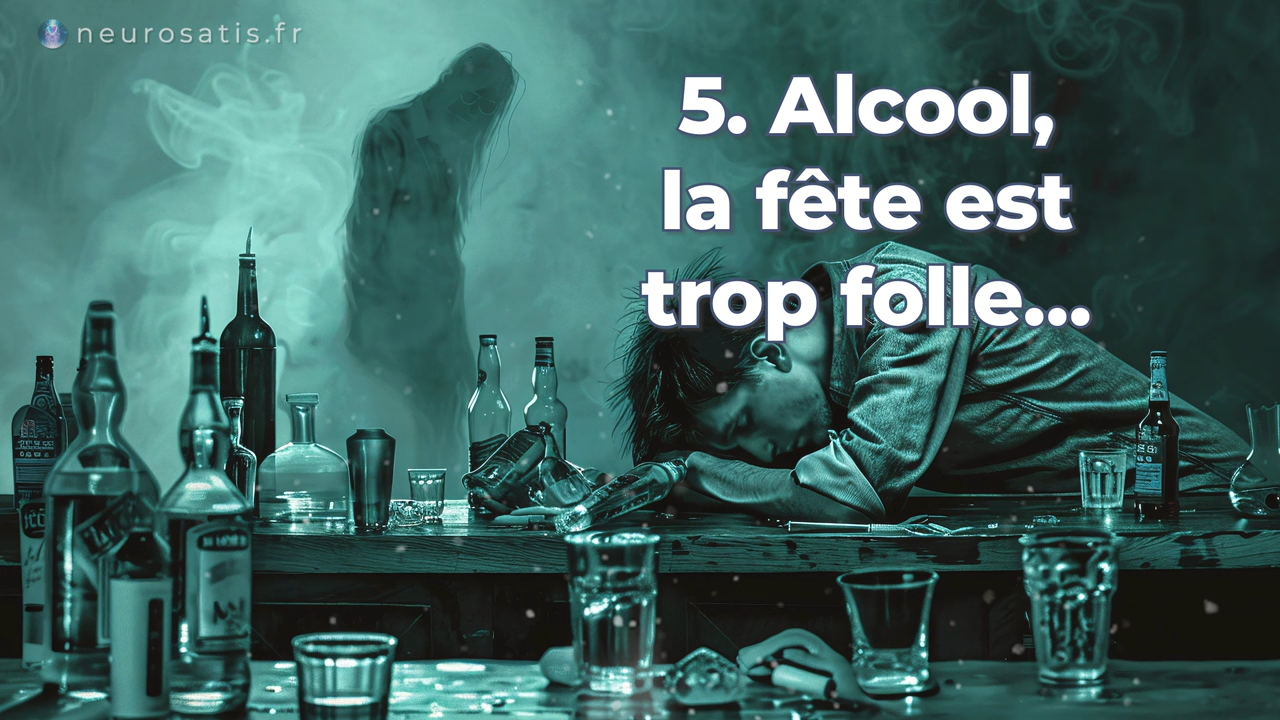 neurosatis.fr
5. Alcool,
la fête est
trop folle...